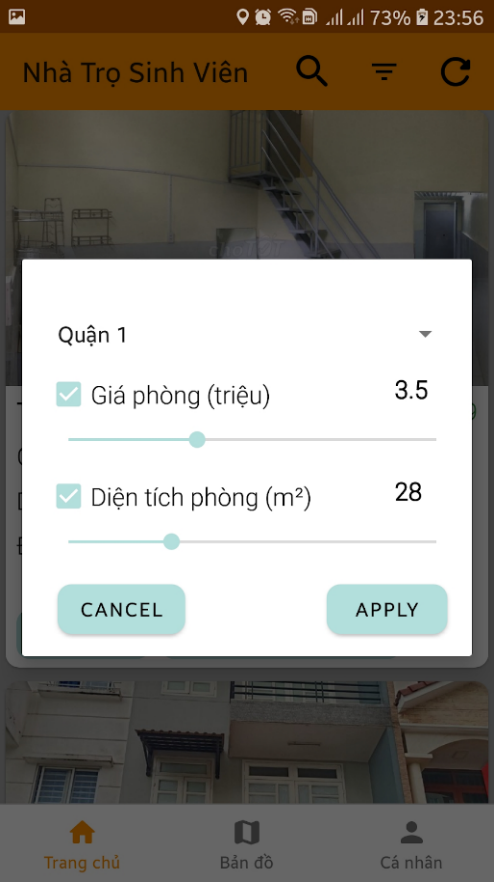 73% 23:56
Nhà Trọ Sinh Viên
Quận 1
Giá phòng (triệu) 3.5
Diện tích phòng (m²) 28
CANCEL APPLY
Trang chủ Bản đồ Cá nhân